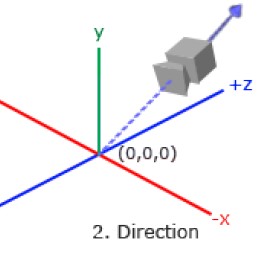 y
+z
(0,0,0)
-x
2. Direction